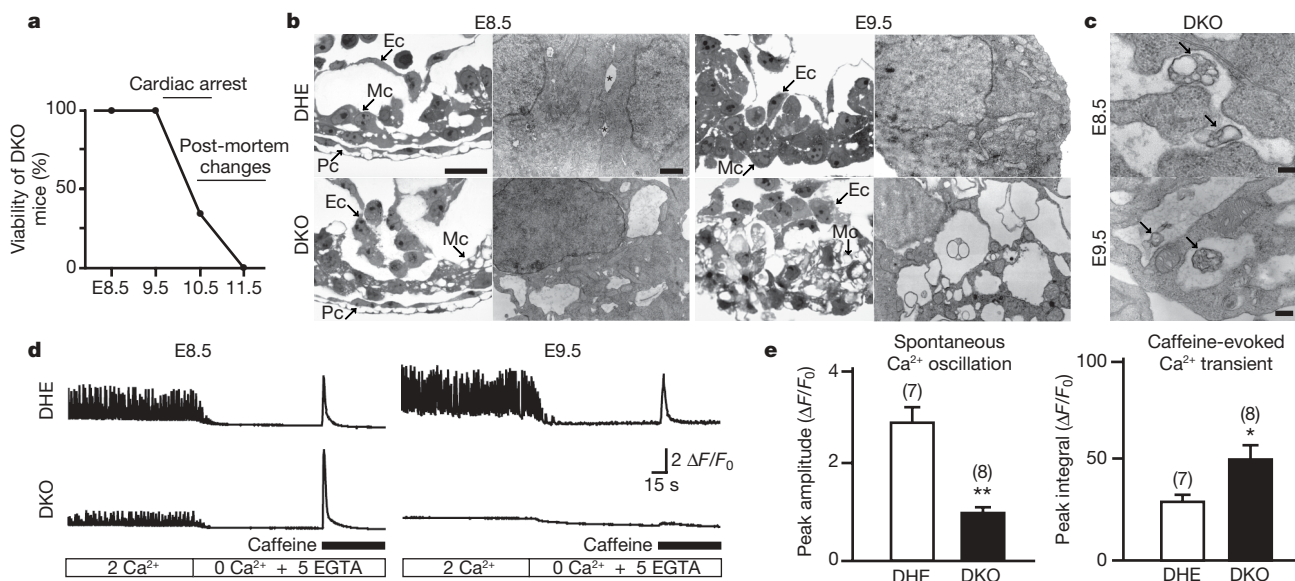 a
Cardiac arrest
Post-mortem
changes
Viability of DKO
mice (%)
100
50
0
E8.5 9.5 10.5 11.5
b
E8.5
E9.5
DHE
DKO
Ec
Mc
Pc
*
*
Ec
Mc
Ec
Mc
Pc
Ec
Mc
c
DKO
E8.5
E9.5
d
E8.5
E9.5
DHE
DKO
2 ΔF/F0
15 s
Caffeine
Caffeine
2 Ca2+
0 Ca2+ + 5 EGTA
2 Ca2+
0 Ca2+ + 5 EGTA
e
Spontaneous
Ca2+ oscillation
Peak amplitude (ΔF/F0)
4
2
0
(7)
(8)
**
DHE DKO
Caffeine-evoked
Ca2+ transient
Peak integral (ΔF/F0)
100
50
0
(7)
(8)
*
DHE DKO